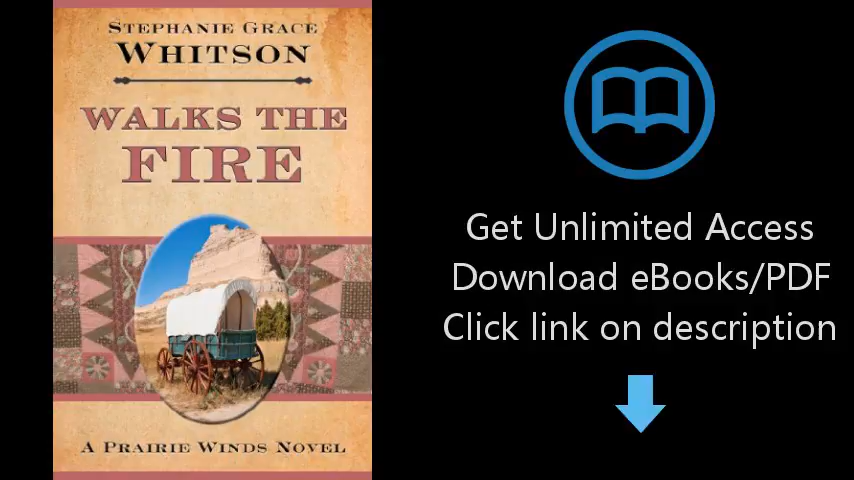 STEPHANIE GRACE
WHITSON
WALKS THE
FIRE
A PRAIRIE WINDS NOVEL
Get Unlimited Access
Download eBooks/PDF
Click link on description